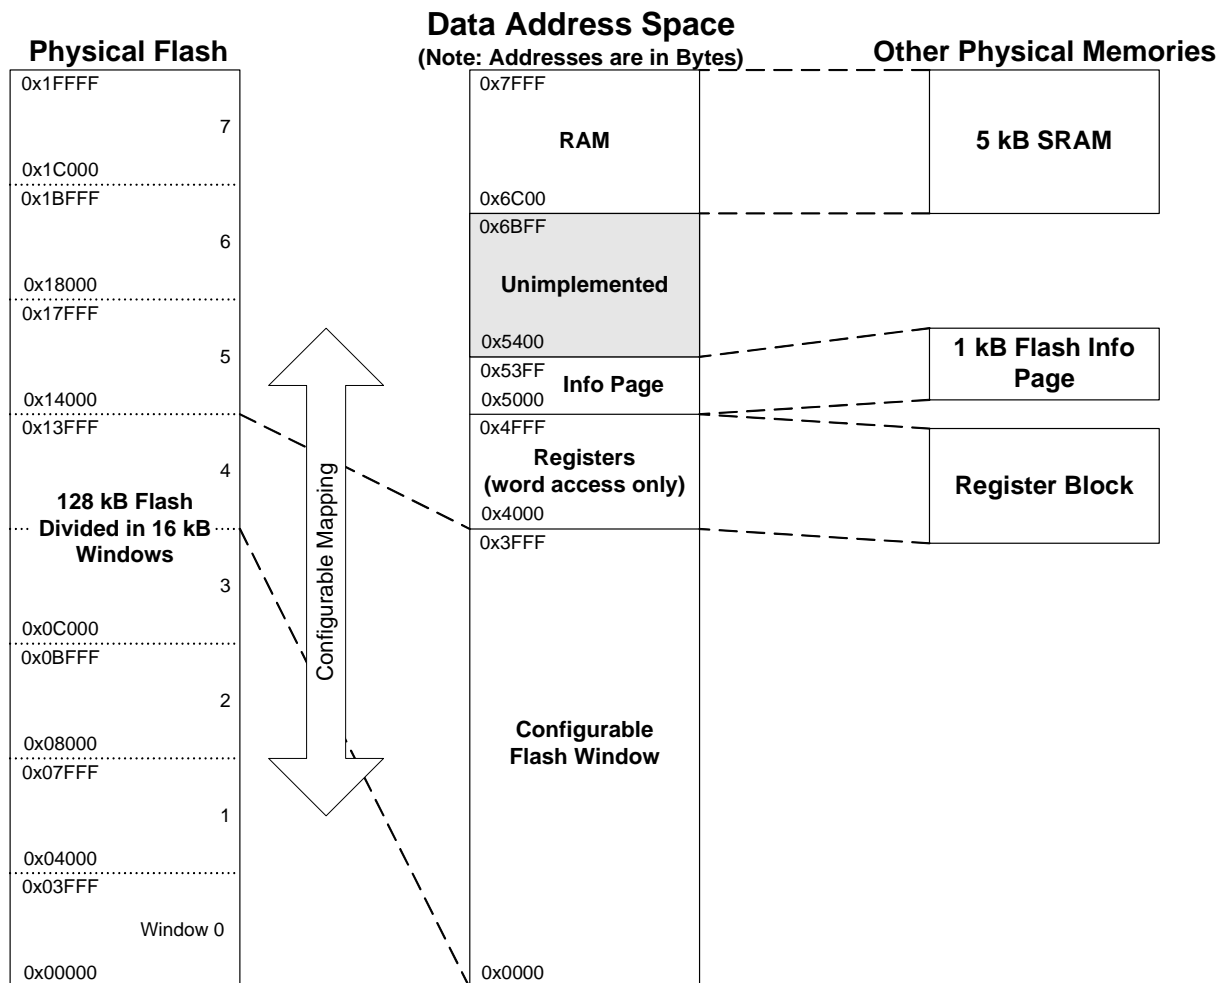 Data Address Space
(Note: Addresses are in Bytes)
Physical Flash
Other Physical Memories
0x1FFFF
7
0x1C000
0x1BFFF
6
0x18000
0x17FFF
5
0x14000
0x13FFF
4
128 kB Flash
Divided in 16 kB
Windows
3
0x0C000
0x0BFFF
2
0x08000
0x07FFF
1
0x04000
0x03FFF
Window 0
0x00000
Configurable Mapping
0x7FFF
RAM
0x6C00
0x6BFF
Unimplemented
0x5400
0x53FF
Info Page
0x5000
0x4FFF
Registers
(word access only)
0x4000
0x3FFF
Configurable
Flash Window
0x0000
5 kB SRAM
1 kB Flash Info
Page
Register Block